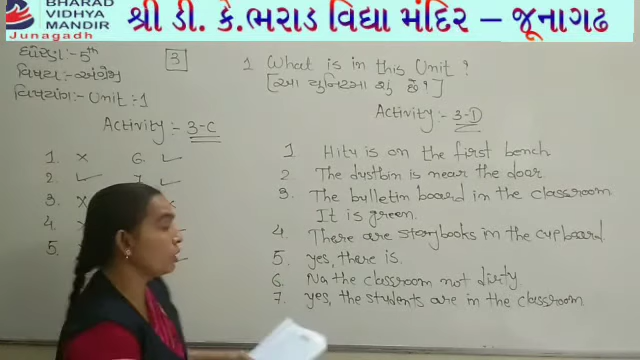 BHARAD
VIDHYA
MANDIR
Junagadh
શ્રી ડી. કે.ભરાડ વિદ્યા મંદિર – જૂનાગઢ
ધોરણ :- 5th
વિષય :- અંગ્રેજી
વિષયાંગ :- Unit :- 1
3
Activity :- 3-C
1. ×
2. ✓
3. ×
4.
5.
6. ✓
7. ✓
1 What is in this Unit ?
[આ યુનિટમાં શું છે ?]
Activity :- 3-D
1 Hity is on the first bench
2 The dustbin is near the door
3. The bulletin board in the classroom
It is green.
4. There are storybooks in the cupboard
5. yes, there is.
6. No the classroom not dirty.
7. yes, the students are in the classroom